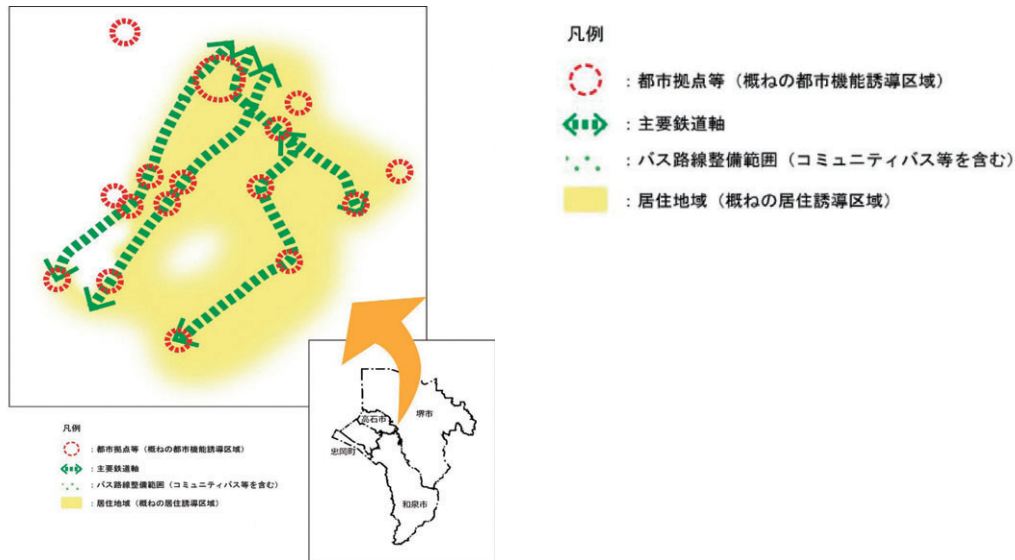 凡例
：都市拠点等（概ねの都市機能誘導区域）
：主要鉄道軸
：バス路線整備範囲（コミュニティバス等を含む）
：居住地域（概ねの居住誘導区域）
高石市
堺市
忠岡町
和泉市
凡例
：都市拠点等（概ねの都市機能誘導区域）
：主要鉄道軸
：バス路線整備範囲（コミュニティバス等を含む）
：居住地域（概ねの居住誘導区域）